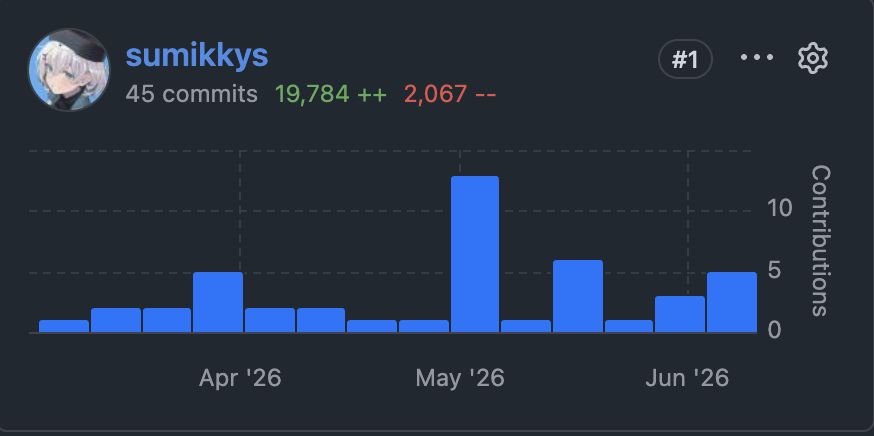 sumikkys
#1
45 commits 19,784 ++ 2,067 --
Contributions
10
5
0
Apr '26 May '26 Jun '26